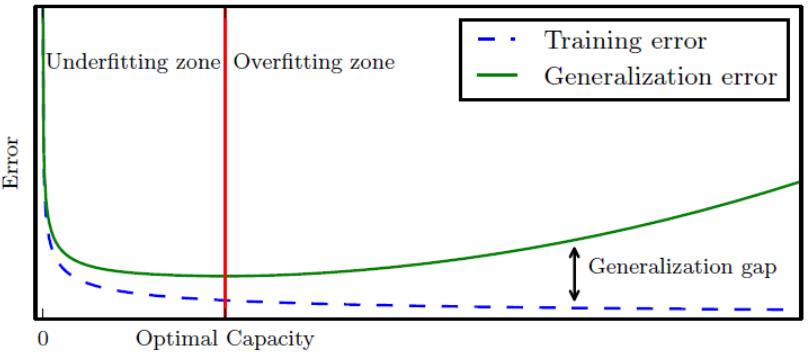 Training error
Generalization error
Underfitting zone
Overfitting zone
Error
Generalization gap
0
Optimal Capacity